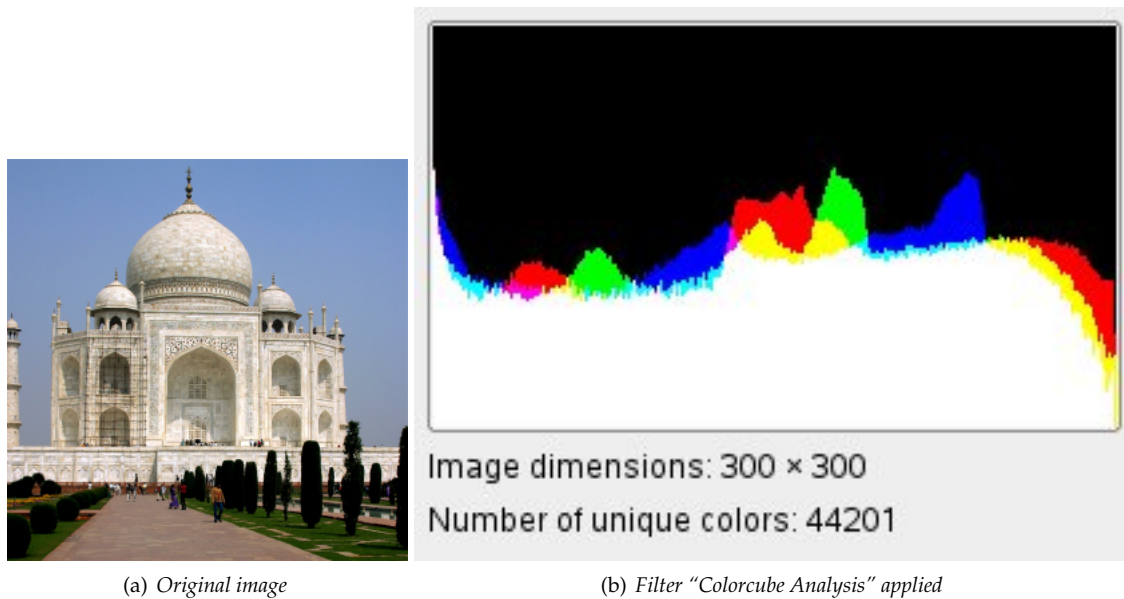 Image dimensions: 300 × 300
Number of unique colors: 44201
(a) Original image
(b) Filter “Colorcube Analysis” applied